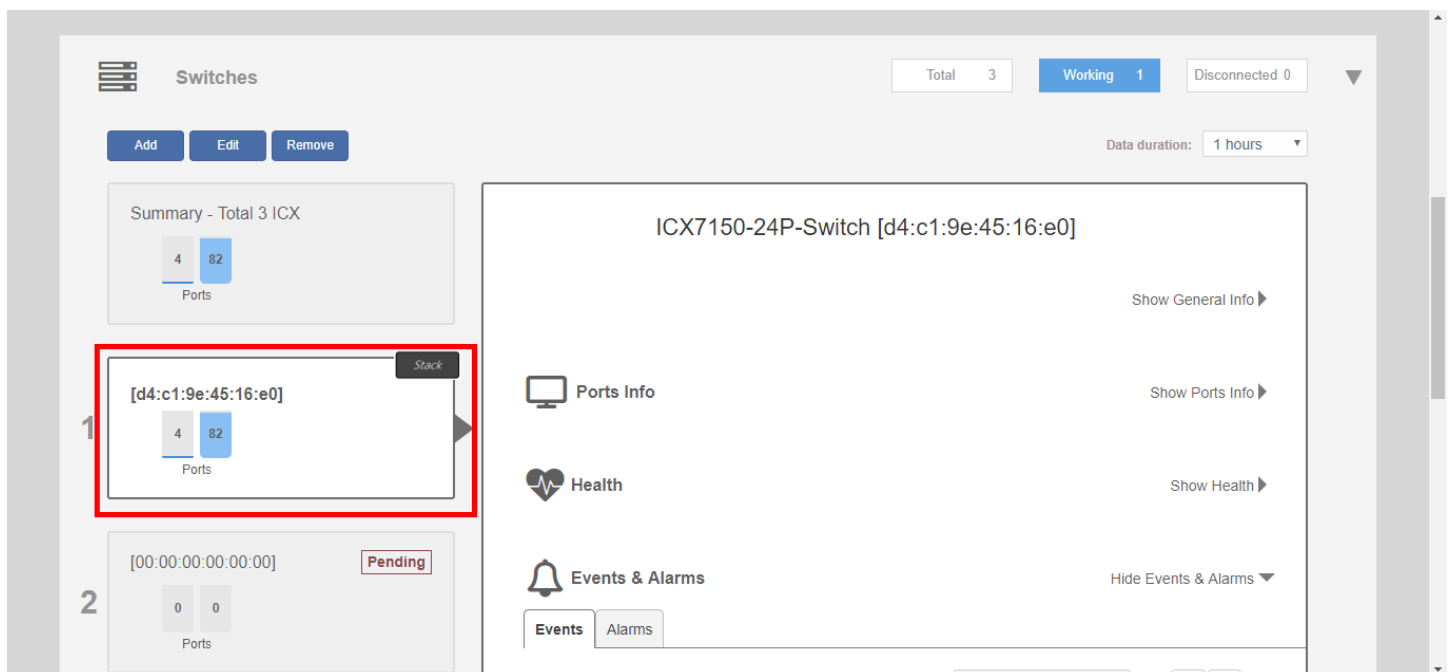 Switches
Total 3
Working 1
Disconnected 0
Add
Edit
Remove
Data duration: 1 hours
Summary - Total 3 ICX
4 82
Ports
1
Stack
[d4:c1:9e:45:16:e0]
4 82
Ports
2
[00:00:00:00:00:00]
Pending
0 0
Ports
ICX7150-24P-Switch [d4:c1:9e:45:16:e0]
Show General Info
Ports Info
Show Ports Info
Health
Show Health
Events & Alarms
Hide Events & Alarms
Events
Alarms